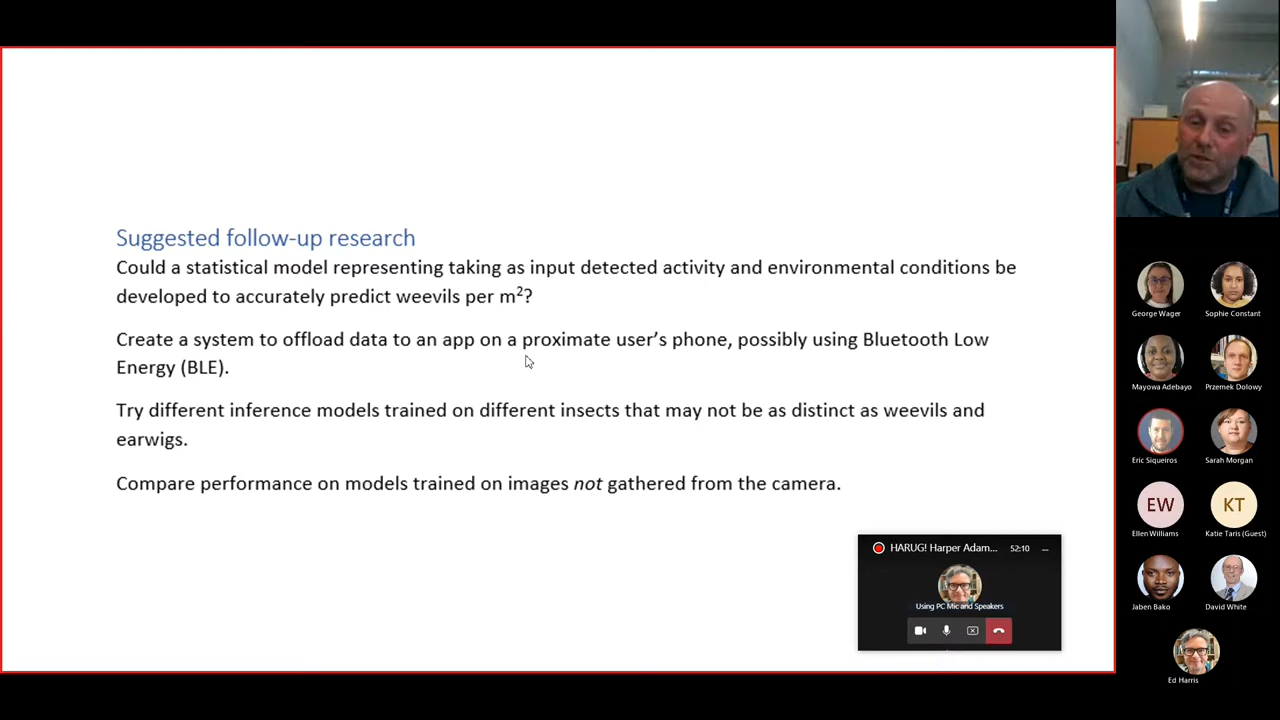 Suggested follow-up research
Could a statistical model representing taking as input detected activity and environmental conditions be
developed to accurately predict weevils per m²?
Create a system to offload data to an app on a proximate user's phone, possibly using Bluetooth Low
Energy (BLE).
Try different inference models trained on different insects that may not be as distinct as weevils and
earwigs.
Compare performance on models trained on images not gathered from the camera.
HARUG! Harper Adam... 52:10
Using PC Mic and Speakers
George Wager
Sophie Constant
Mayowa Adebayo
Przemek Dolowy
Eric Siqueiros
Sarah Morgan
EW
KT
Ellen Williams
Katie Taris (Guest)
Jaben Bako
David White
Ed Harris